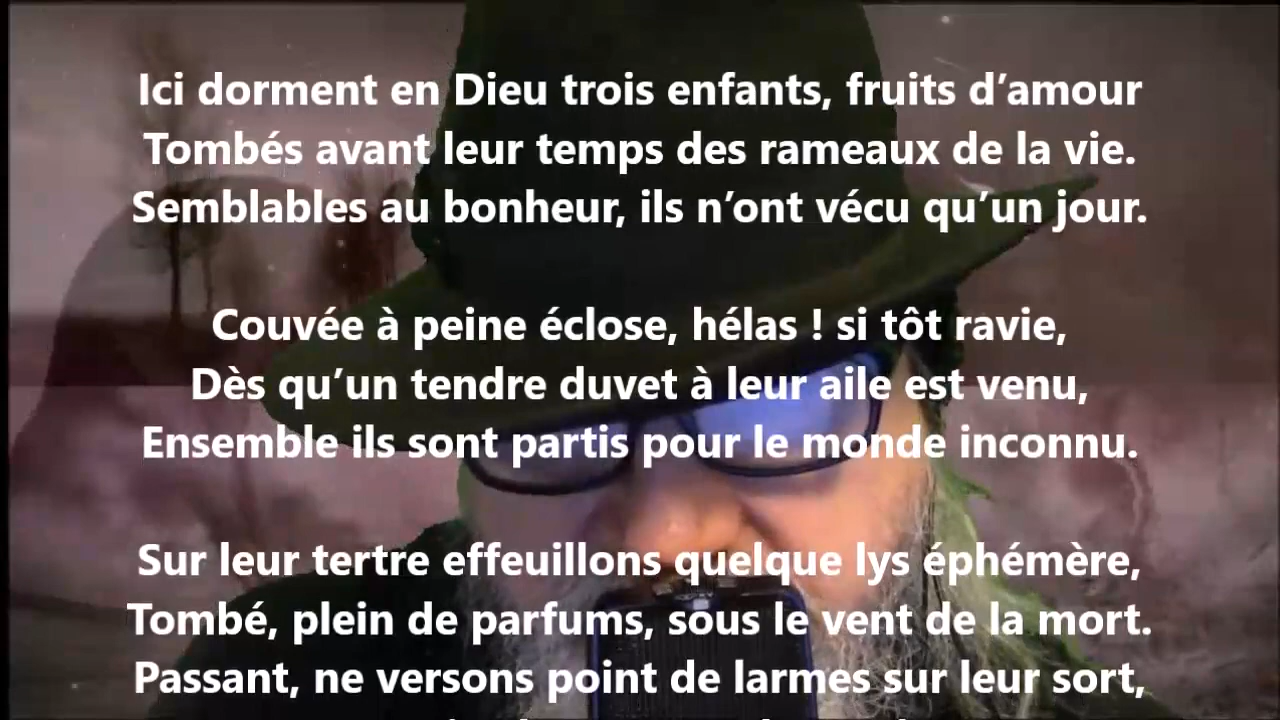 Ici dorment en Dieu trois enfants, fruits d’amour
Tombés avant leur temps des rameaux de la vie.
Semblables au bonheur, ils n’ont vécu qu’un jour.
Couvée à peine éclose, hélas ! si tôt ravie,
Dès qu’un tendre duvet à leur aile est venu,
Ensemble ils sont partis pour le monde inconnu.
Sur leur tertre effeuillons quelque lys éphémère,
Tombé, plein de parfums, sous le vent de la mort.
Passant, ne versons point de larmes sur leur sort,